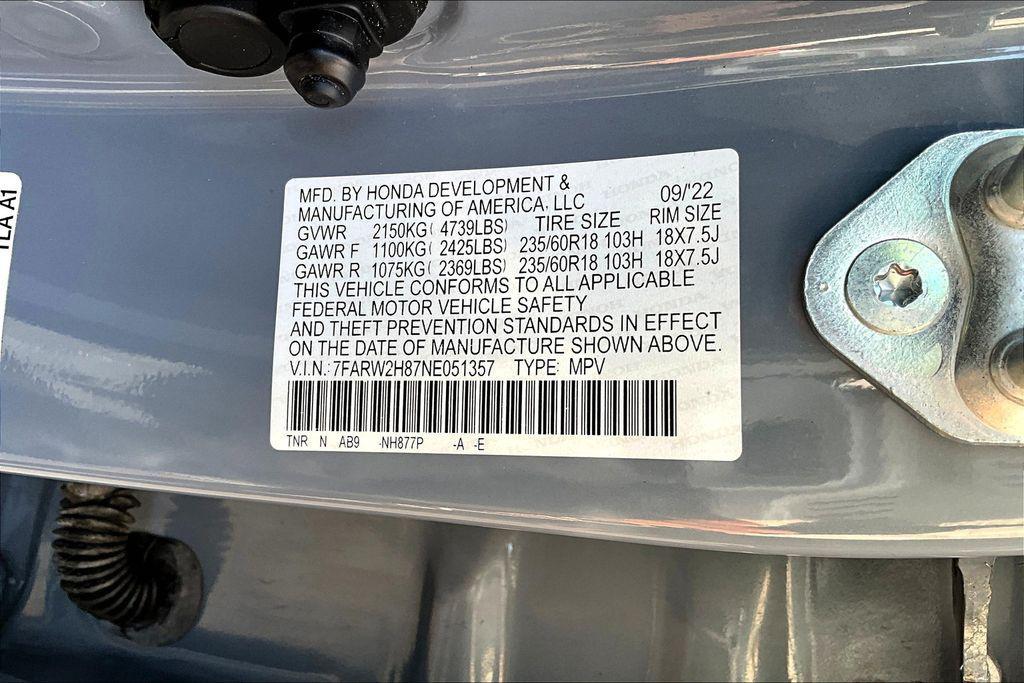 TLA A1
MFD. BY HONDA DEVELOPMENT &
MANUFACTURING OF AMERICA, LLC 09/'22
GVWR 2150KG( 4739LBS) TIRE SIZE RIM SIZE
GAWR F 1100KG( 2425LBS) 235/60R18 103H 18X7.5J
GAWR R 1075KG( 2369LBS) 235/60R18 103H 18X7.5J
THIS VEHICLE CONFORMS TO ALL APPLICABLE
FEDERAL MOTOR VEHICLE SAFETY
AND THEFT PREVENTION STANDARDS IN EFFECT
ON THE DATE OF MANUFACTURE SHOWN ABOVE.
V.I.N.:7FARW2H87NE051357 TYPE: MPV
TNR N AB9 -NH877P -A -E